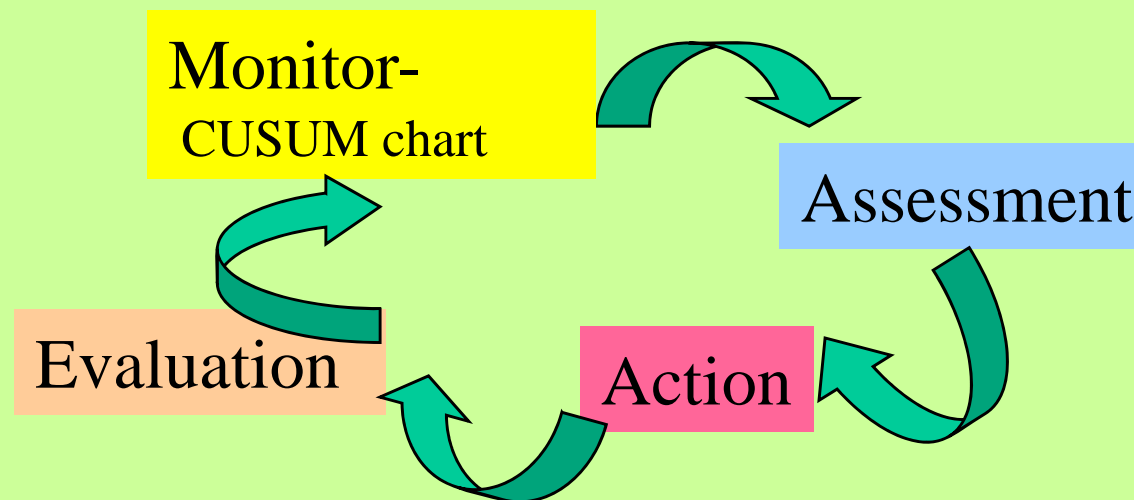 Monitor-
CUSUM chart
Assessment
Action
Evaluation